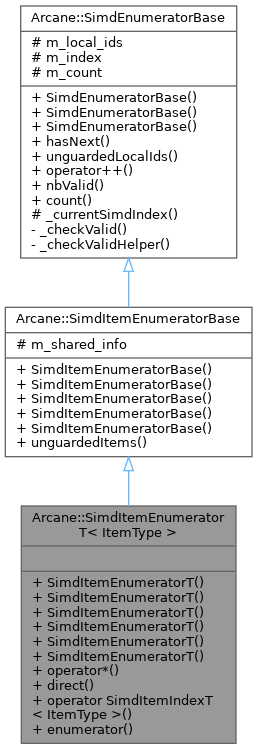 Arcane::SimdEnumeratorBase
# m_local_ids
# m_index
# m_count
+ SimdEnumeratorBase()
+ SimdEnumeratorBase()
+ SimdEnumeratorBase()
+ hasNext()
+ unguardedLocalIds()
+ operator++()
+ nbValid()
+ count()
# _currentSimdIndex()
- _checkValid()
- _checkValidHelper()
Arcane::SimdItemEnumeratorBase
# m_shared_info
+ SimdItemEnumeratorBase()
+ SimdItemEnumeratorBase()
+ SimdItemEnumeratorBase()
+ SimdItemEnumeratorBase()
+ SimdItemEnumeratorBase()
+ unguardedItems()
Arcane::SimdItemEnumerator
T< ItemType >
+ SimdItemEnumeratorT()
+ SimdItemEnumeratorT()
+ SimdItemEnumeratorT()
+ SimdItemEnumeratorT()
+ SimdItemEnumeratorT()
+ SimdItemEnumeratorT()
+ operator*()
+ direct()
+ operator SimdItemIndexT
< ItemType >()
+ enumerator()